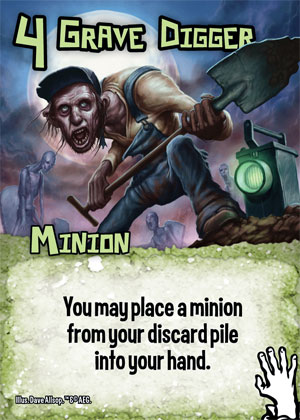 4 GRAVE DIGGER
MINION
You may place a minion
from your discard pile
into your hand.
Illus. Dave Allsop. ™&©AEG.